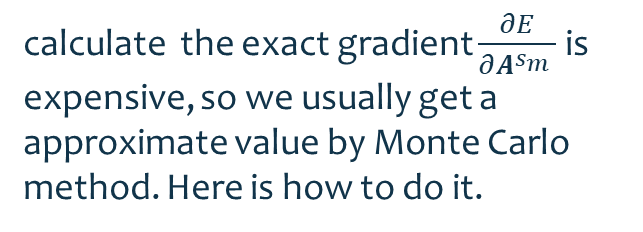 calculate the exact gradient ∂E/∂A^{s_m} is
expensive, so we usually get a
approximate value by Monte Carlo
method. Here is how to do it.